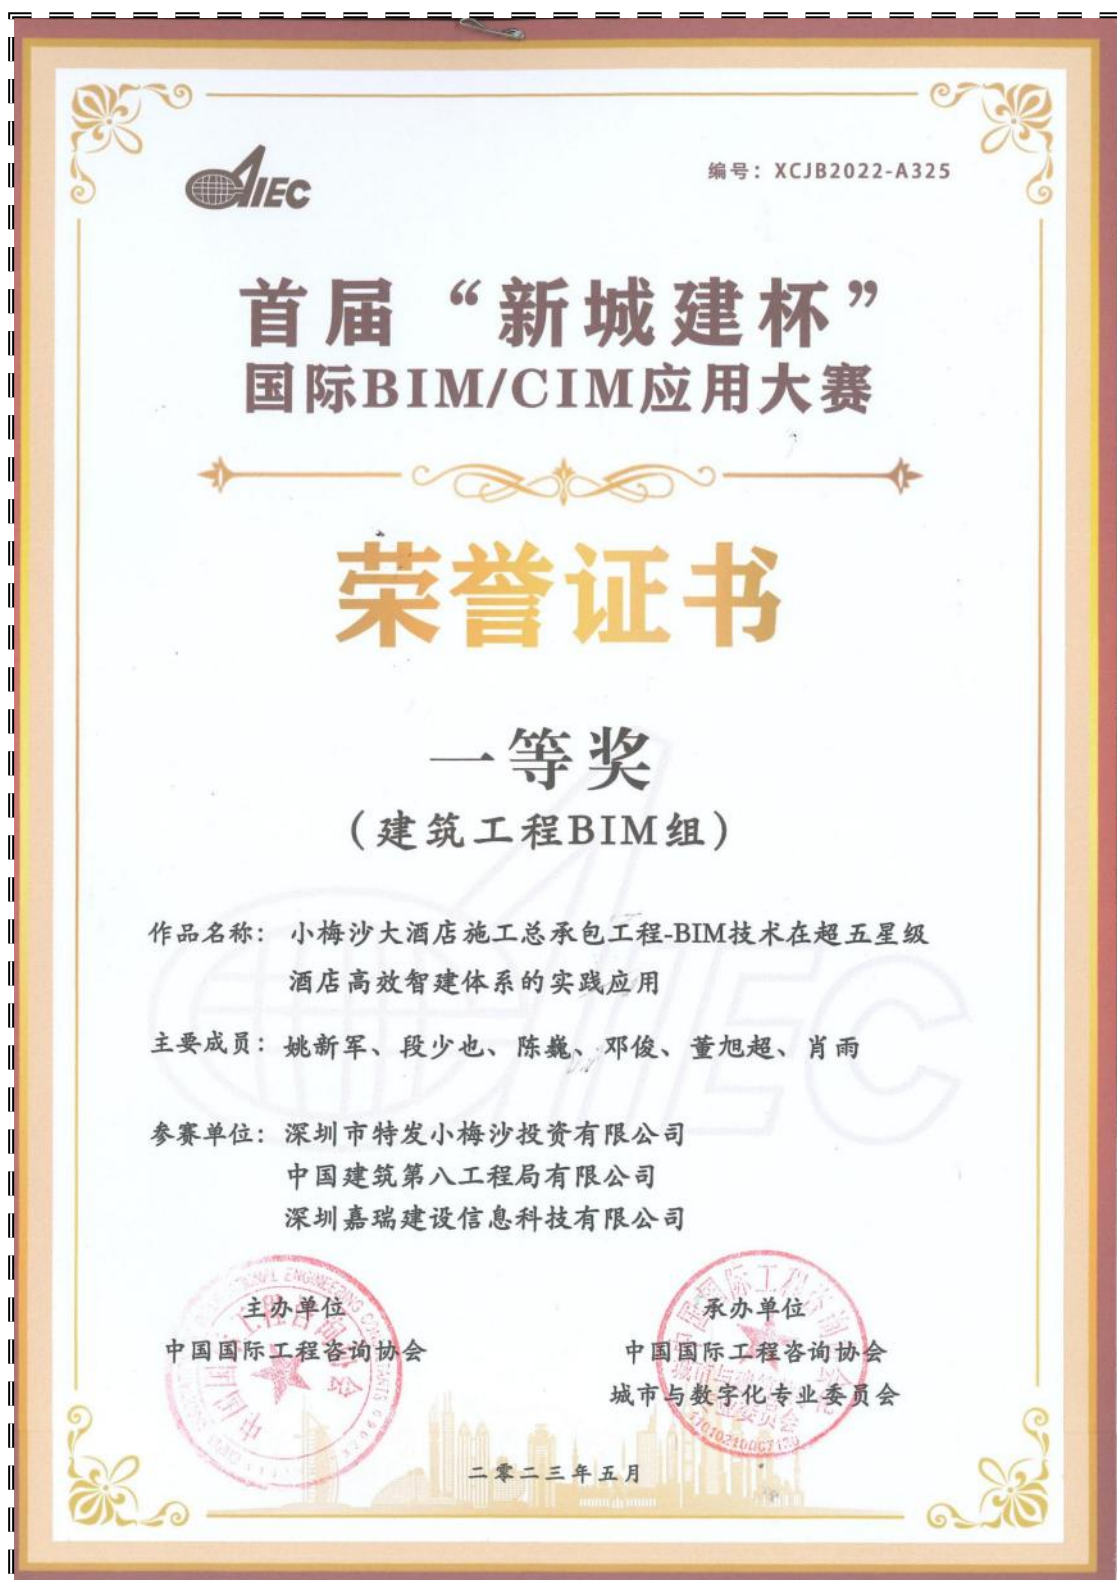 AIEC
编号：XCJB2022-A325
首届“新城建杯”
国际BIM/CIM应用大赛
荣誉证书
一等奖
（建筑工程BIM组）
作品名称： 小梅沙大酒店施工总承包工程-BIM技术在超五星级
酒店高效智建体系的实践应用
主要成员：姚新军、段少也、陈巍、邓俊、董旭超、肖雨
参赛单位：深圳市特发小梅沙投资有限公司
中国建筑第八工程局有限公司
深圳嘉瑞建设信息科技有限公司
主办单位
中国国际工程咨询协会
承办单位
中国国际工程咨询协会
城市与数字化专业委员会
二零二三年五月